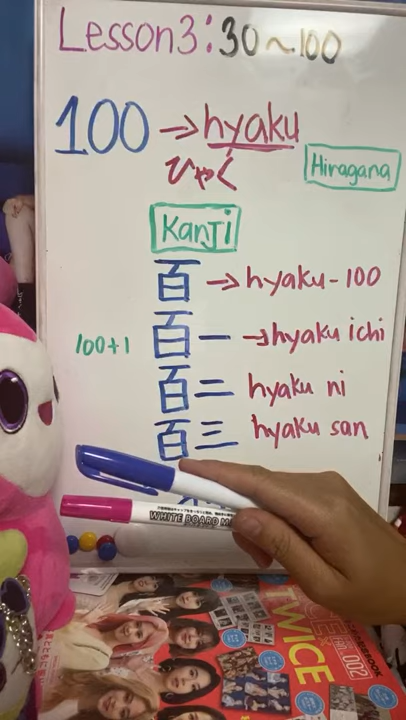 Lesson3: 30～100
100 → hyaku
ひゃく
Hiragana
Kanji
百 → hyaku - 100
100+1 百一 → hyaku ichi
百二 hyaku ni
百三 hyaku san
WHITE BOARD MA
TWICE